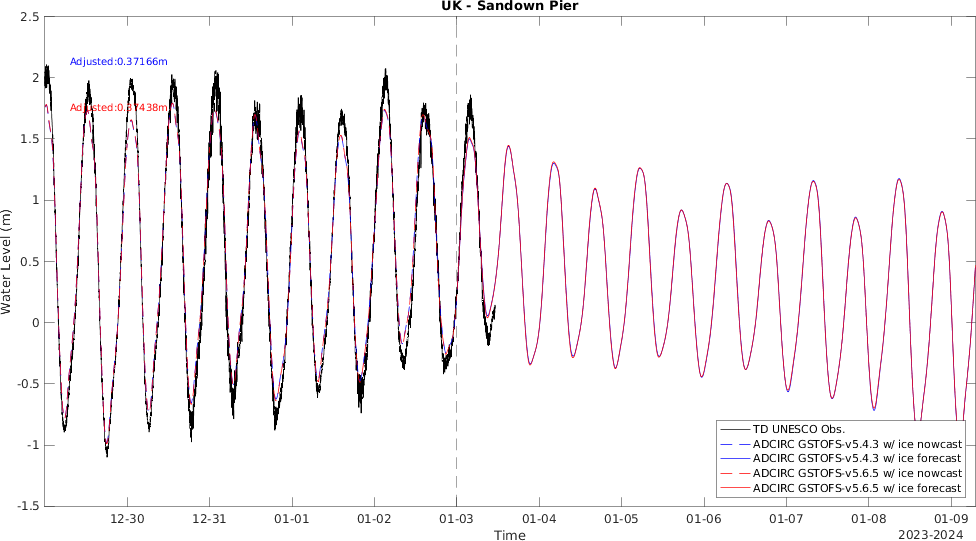 UK - Sandown Pier
2.5
2
1.5
1
0.5
0
-0.5
-1
-1.5
Water Level (m)
Adjusted:0.37166m
Adjusted:0.37438m
TD UNESCO Obs.
ADCIRC GSTOFS-v5.4.3 w/ ice nowcast
ADCIRC GSTOFS-v5.4.3 w/ ice forecast
ADCIRC GSTOFS-v5.6.5 w/ ice nowcast
ADCIRC GSTOFS-v5.6.5 w/ ice forecast
12-30 12-31 01-01 01-02 01-03 01-04 01-05 01-06 01-07 01-08 01-09
Time
2023-2024